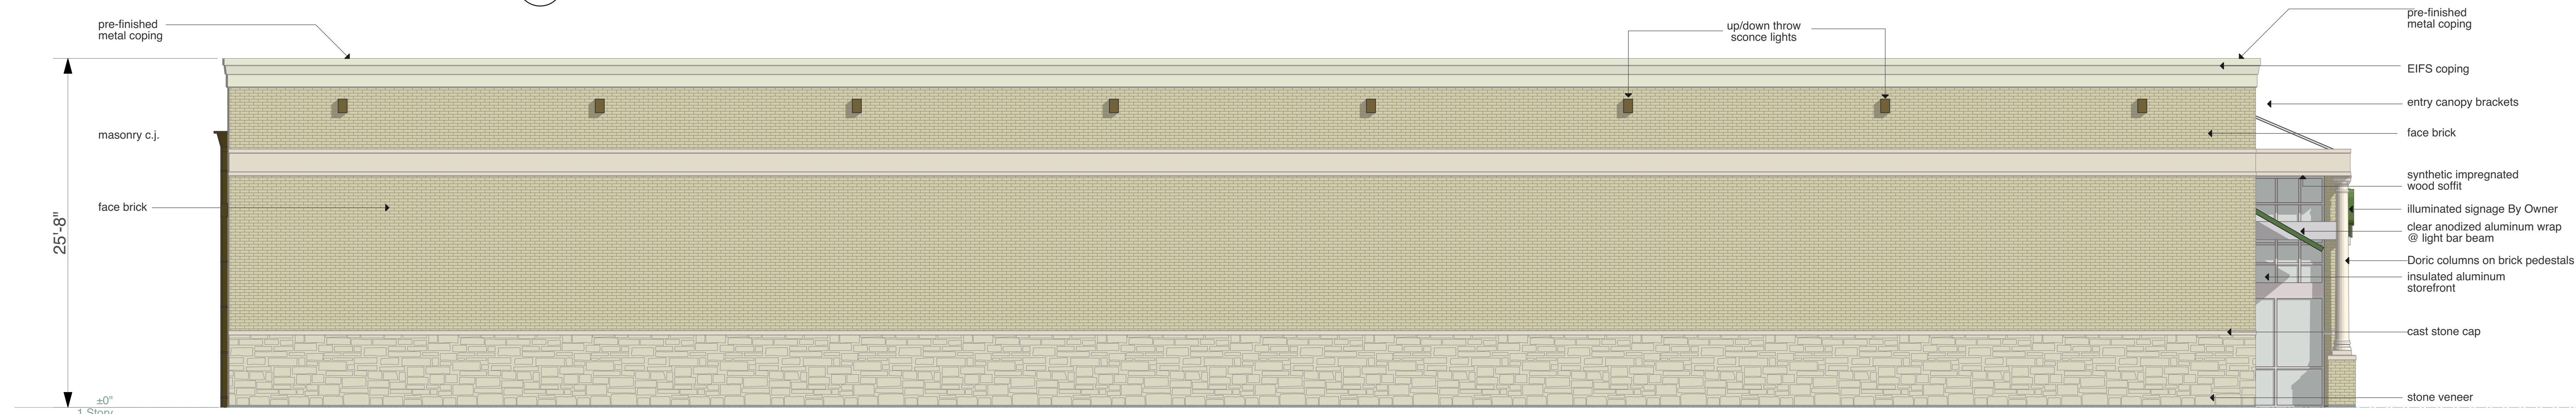 pre-finished
metal coping
up/down throw
sconce lights
pre-finished
metal coping
EIFS coping
entry canopy brackets
masonry c.j.
face brick
synthetic impregnated
wood soffit
face brick
illuminated signage By Owner
25'-8"
clear anodized aluminum wrap
@ light bar beam
Doric columns on brick pedestals
insulated aluminum
storefront
cast stone cap
stone veneer
±0"
1 Story